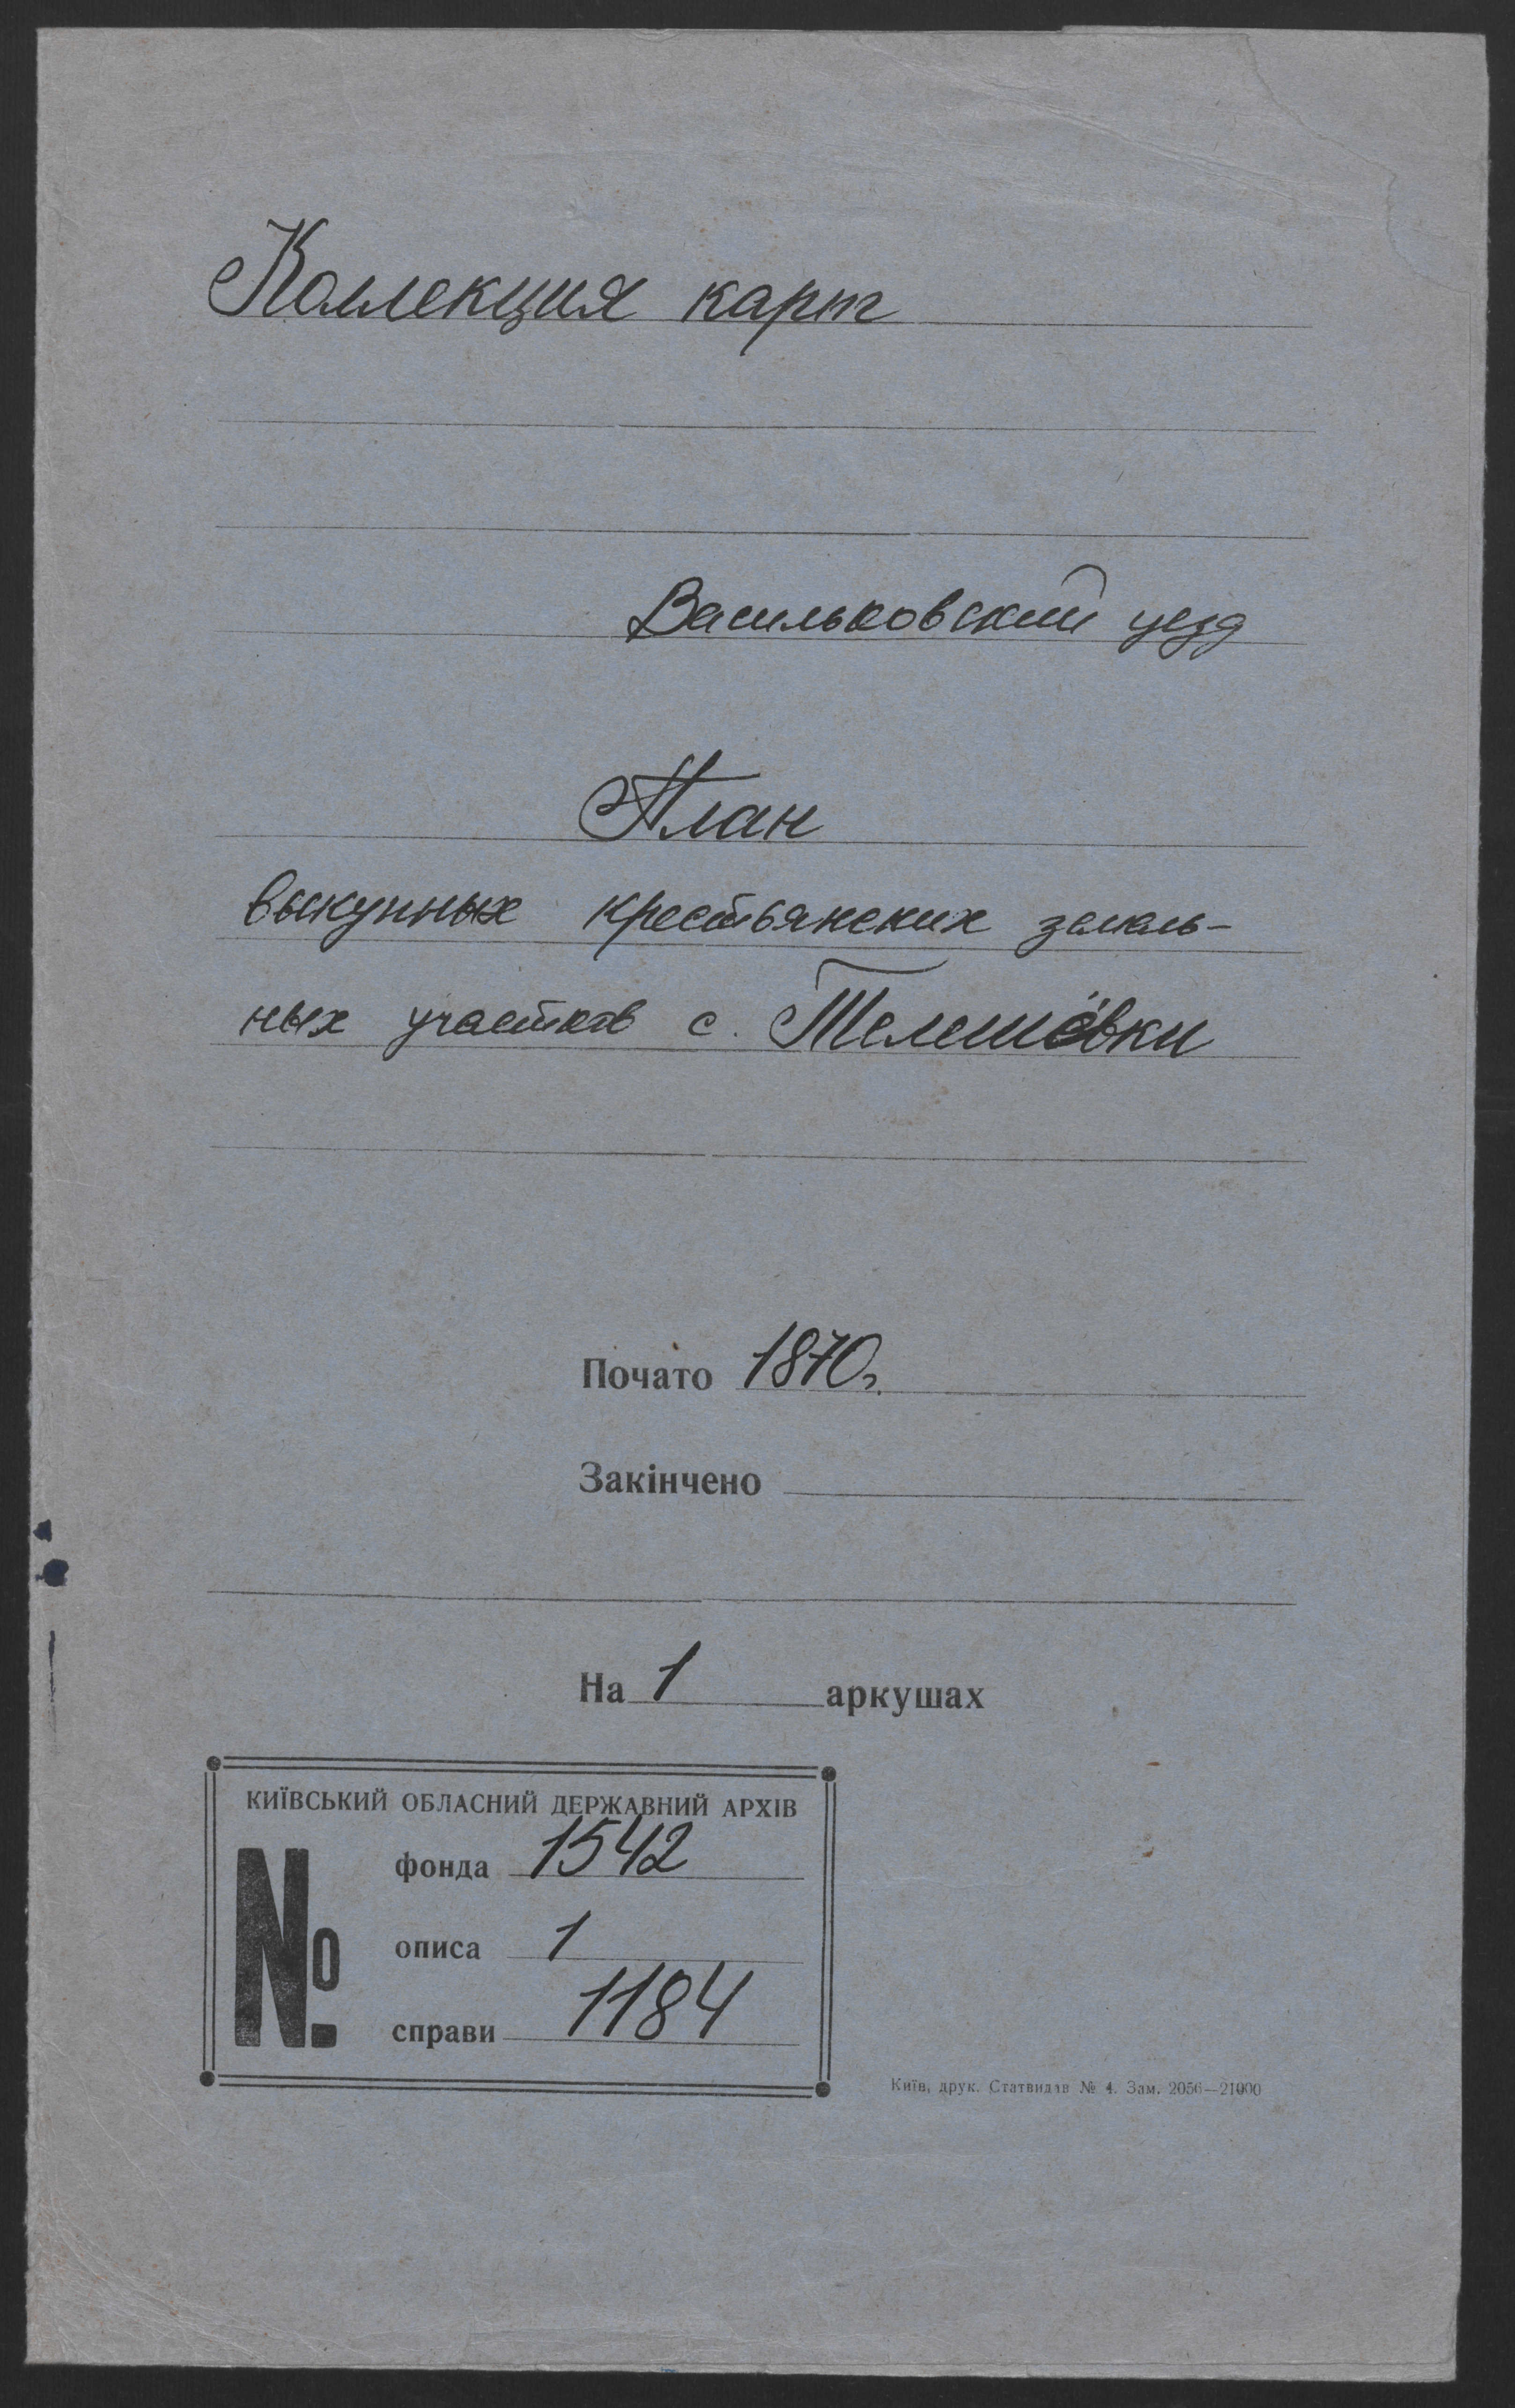 Коллекция карт
Васильковский уезд
План
выкупных крестьянских земель-
ных участков с. Телешовки
Почато 1870г.
Закінчено
На 1 аркушах
КИЇВСЬКИЙ ОБЛАСНИЙ ДЕРЖАВНИЙ АРХІВ
№
фонда 1542
описа 1
справи 1184
Київ, друк. Статвидав № 4. Зам. 2056—21000